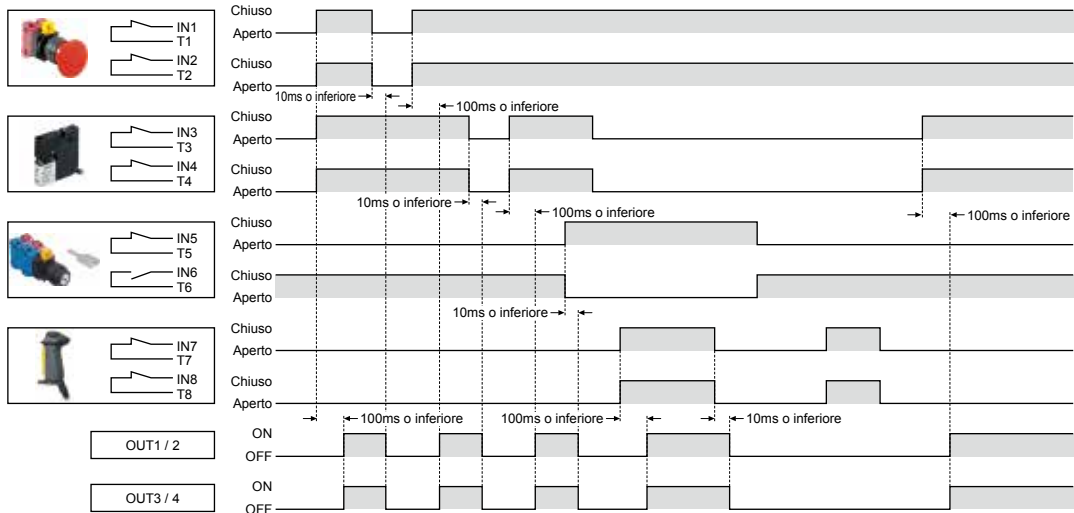 IN1
T1
IN2
T2
Chiuso
Aperto
Chiuso
Aperto
10ms o inferiore
100ms o inferiore
IN3
T3
IN4
T4
Chiuso
Aperto
Chiuso
Aperto
10ms o inferiore
100ms o inferiore
100ms o inferiore
IN5
T5
IN6
T6
Chiuso
Aperto
Chiuso
Aperto
10ms o inferiore
IN7
T7
IN8
T8
Chiuso
Aperto
Chiuso
Aperto
100ms o inferiore
100ms o inferiore
10ms o inferiore
OUT1 / 2
ON
OFF
OUT3 / 4
ON
OFF